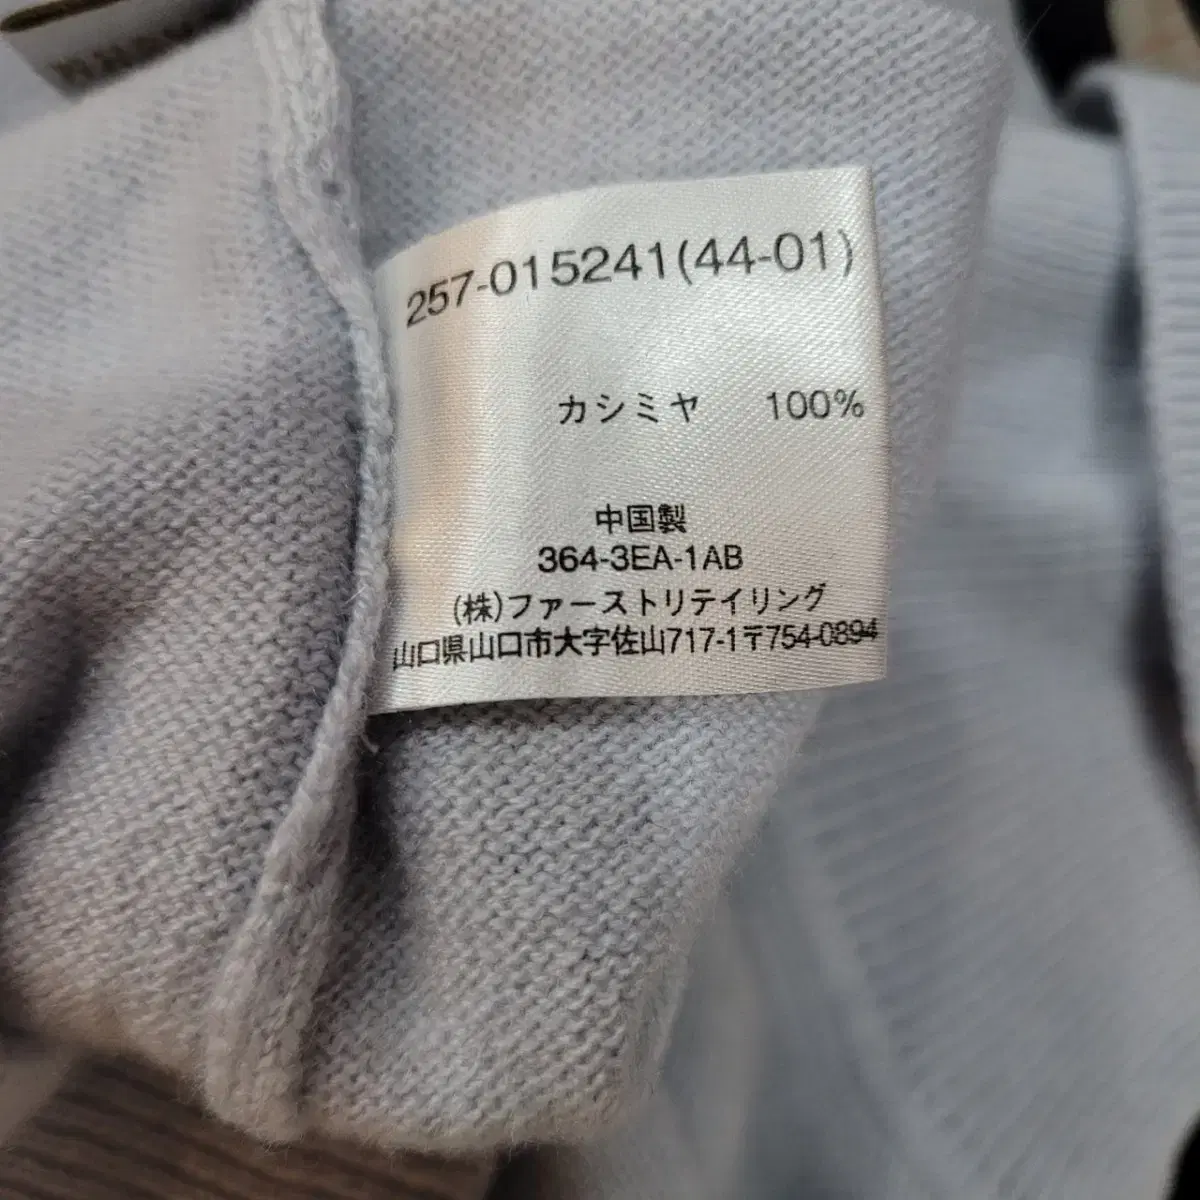 257-015241(44-01)
カシミヤ 100%
中国製
364-3EA-1AB
(株)ファーストリテイリング
山口県山口市大字佐山717-1〒754-0894